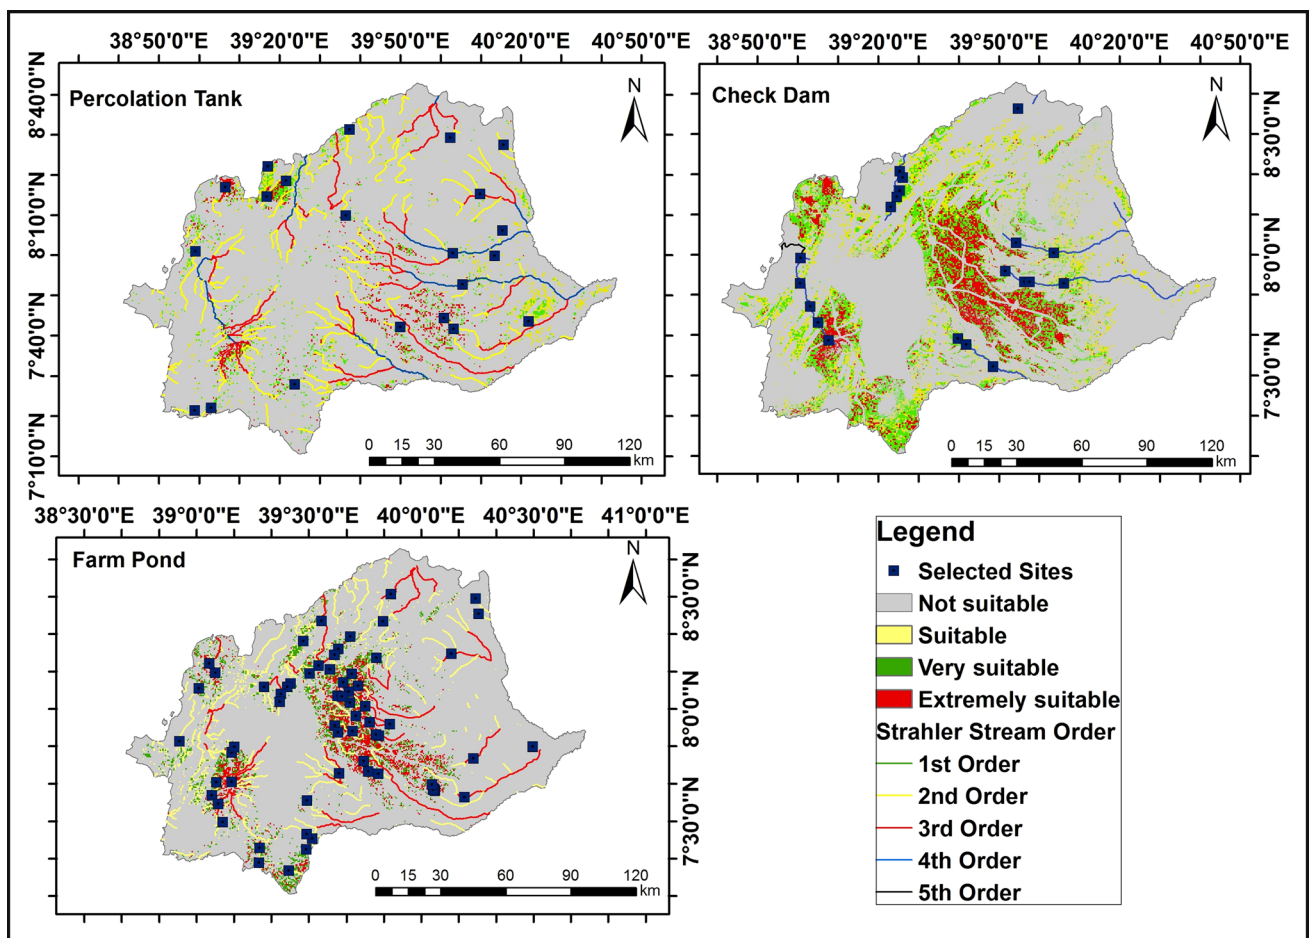 38°50'0"E 39°20'0"E 39°50'0"E 40°20'0"E 40°50'0"E
38°50'0"E 39°20'0"E 39°50'0"E 40°20'0"E 40°50'0"E
8°40'0"N
8°10'0"N
7°40'0"N
7°10'0"N
Percolation Tank
N
0 15 30 60 90 120
km
Check Dam
N
8°30'0"N
8°0'0"N
7°30'0"N
0 15 30 60 90 120
km
38°30'0"E 39°0'0"E 39°30'0"E 40°0'0"E 40°30'0"E 41°0'0"E
Farm Pond
N
8°30'0"N
8°0'0"N
7°30'0"N
0 15 30 60 90 120
km
Legend
Selected Sites
Not suitable
Suitable
Very suitable
Extremely suitable
Strahler Stream Order
1st Order
2nd Order
3rd Order
4th Order
5th Order